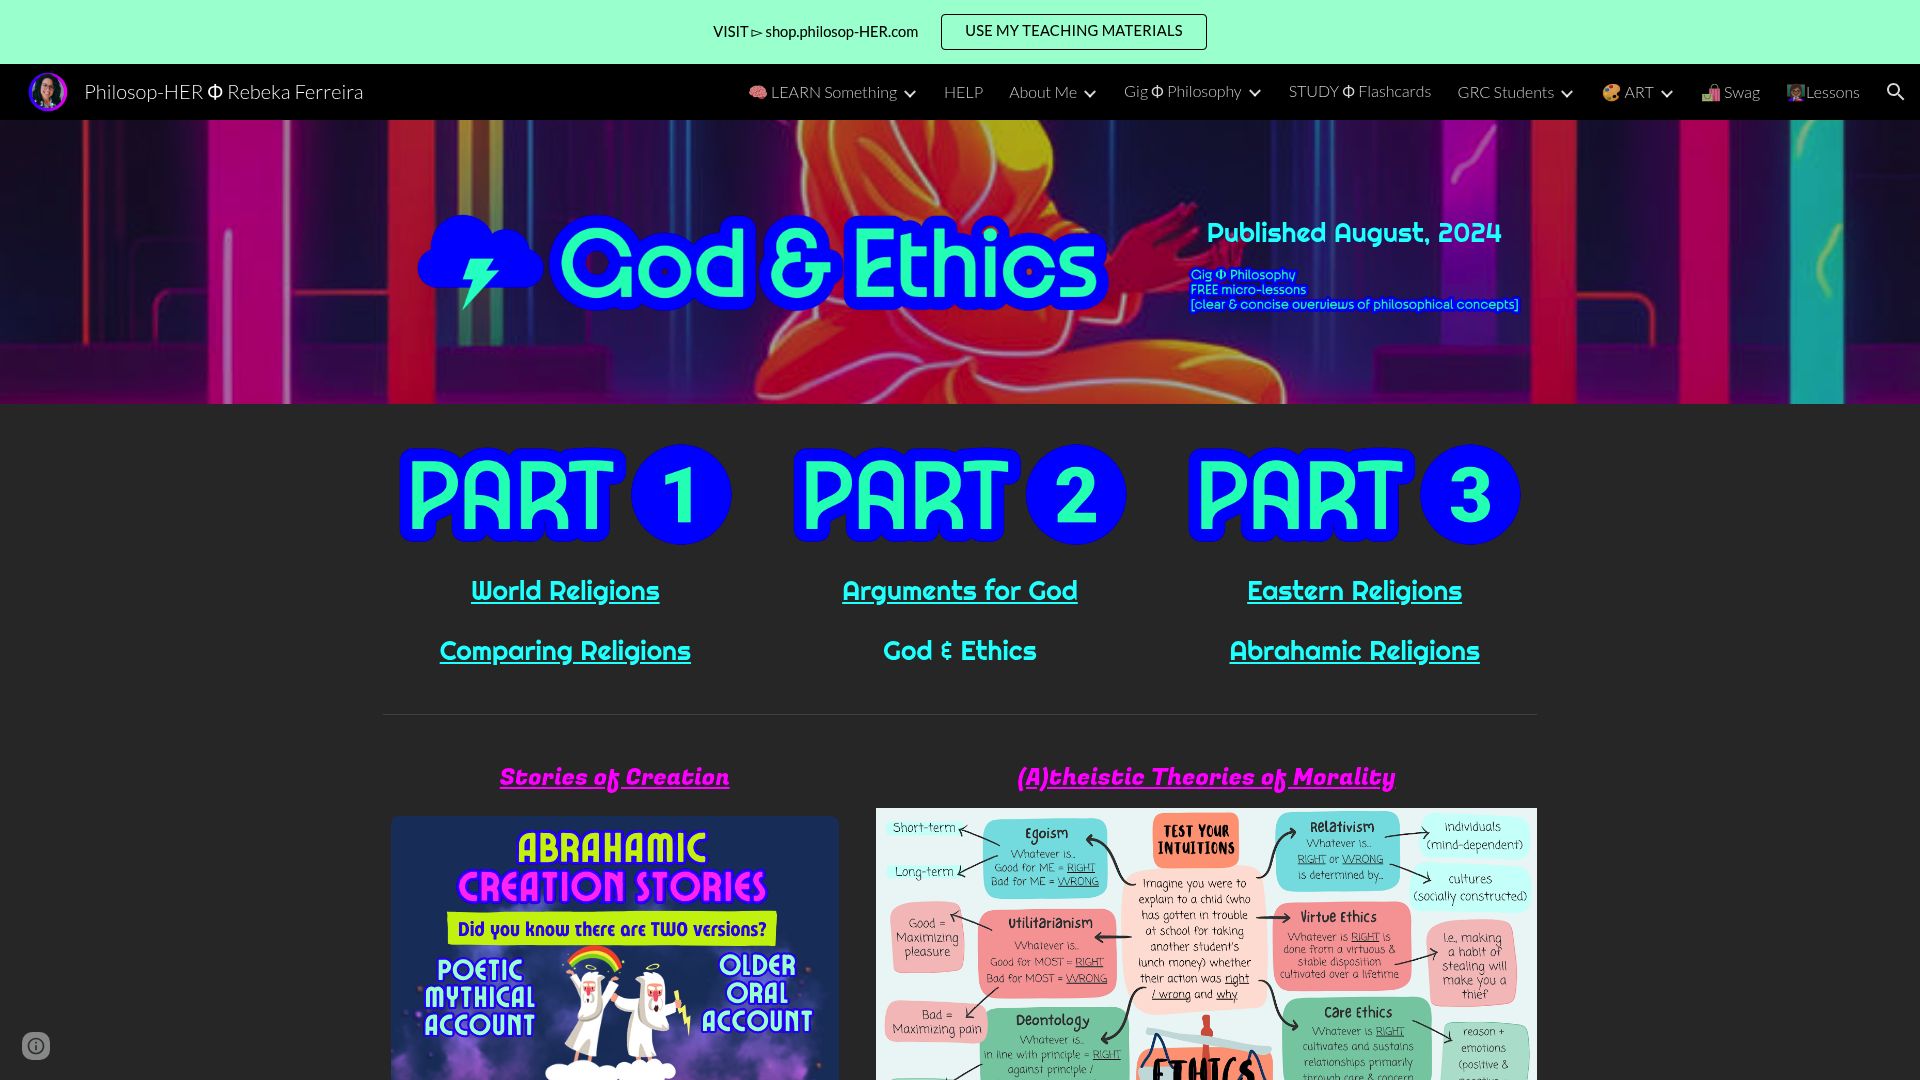 VISIT ▻ shop.philosop-HER.com
USE MY TEACHING MATERIALS
Philosop-HER Φ Rebeka Ferreira
🧠 LEARN Something
HELP
About Me
Gig Φ Philosophy
STUDY Φ Flashcards
GRC Students
🎨 ART
🛍️ Swag
👩🏽‍🏫Lessons
God & Ethics
Published August, 2024
Gig Φ Philosophy
FREE micro-lessons
[clear & concise overviews of philosophical concepts]
PART 1
PART 2
PART 3
World Religions
Arguments for God
Eastern Religions
Comparing Religions
God & Ethics
Abrahamic Religions
Stories of Creation
(A)theistic Theories of Morality
ABRAHAMIC
CREATION STORIES
Did you know there are TWO versions?
POETIC
MYTHICAL
ACCOUNT
OLDER
ORAL
ACCOUNT
Short-term
Long-term
Egoism
Whatever is...
Good for ME = RIGHT
Bad for ME = WRONG
TEST YOUR
INTUITIONS
Relativism
Whatever is...
RIGHT or WRONG
is determined by...
individuals
(mind-dependent)
cultures
(socially constructed)
Good =
Maximizing
pleasure
Utilitarianism
Whatever is...
Good for MOST = RIGHT
Bad for MOST = WRONG
Imagine you were to
explain to a child (who
has gotten in trouble
at school for taking
another student's
lunch money) whether
their action was right
/ wrong and why
Virtue Ethics
Whatever is RIGHT is
done from a virtuous &
stable disposition
cultivated over a lifetime
i.e., making
a habit of
stealing will
make you a
thief
Bad =
Maximizing pain
Deontology
Whatever is...
in line with principle = RIGHT
against principle /
ETHICS
Care Ethics
Whatever is RIGHT
cultivates and sustains
relationships primarily
through care & concern
reason +
emotions
(positive &